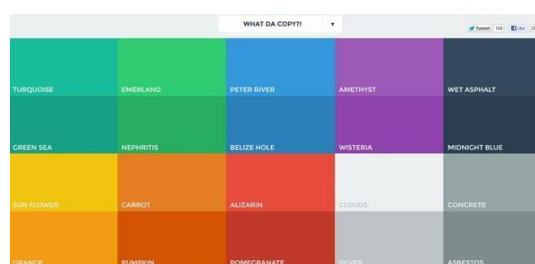 WHAT DA COPY?! ▼
Tweet 102 Like
TURQUOISE EMERLAND PETER RIVER AMETHYST WET ASPHALT
GREEN SEA NEPHRITIS BELIZE HOLE WISTERIA MIDNIGHT BLUE
SUN FLOWER CARROT ALIZARIN CLOUDS CONCRETE
ORANGE PUMPKIN POMEGRANATE SILVER ASBESTOS